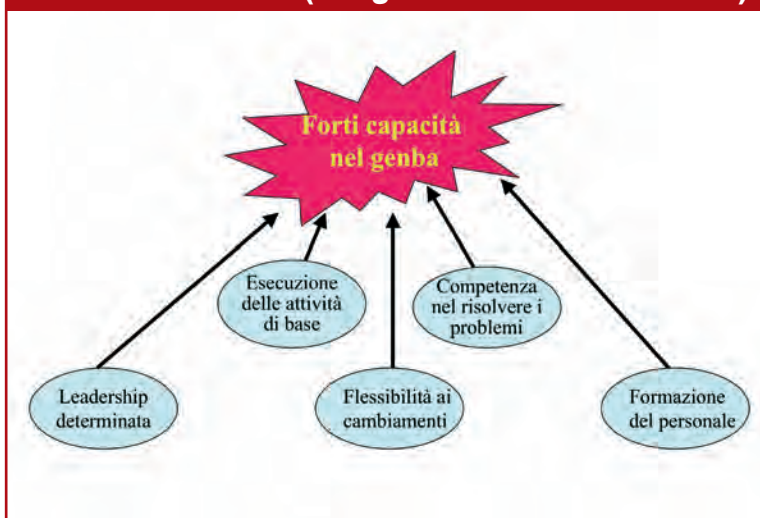 Forti capacità
nel genba
Esecuzione
delle attività
di base
Competenza
nel risolvere i
problemi
Leadership
determinata
Flessibilità ai
cambiamenti
Formazione
del personale